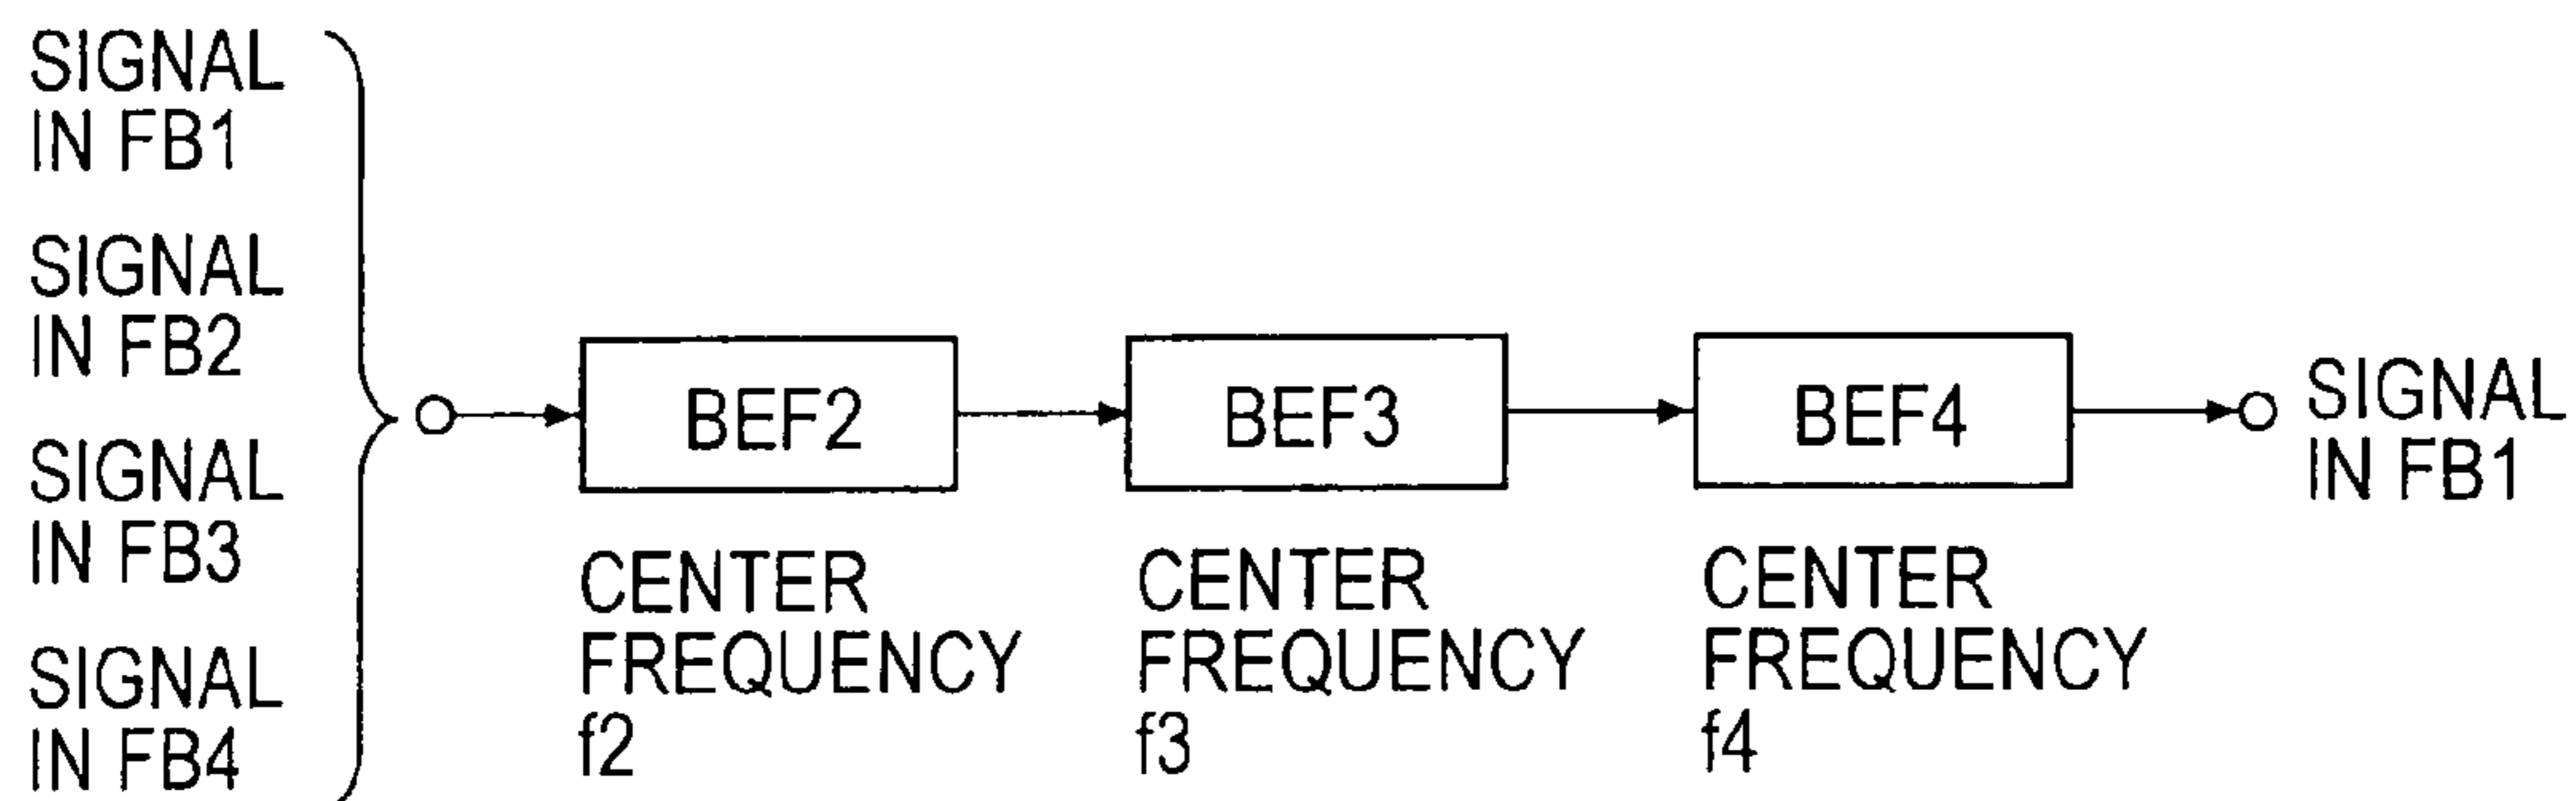 SIGNAL
IN FB1
SIGNAL
IN FB2
SIGNAL
IN FB3
SIGNAL
IN FB4
BEF2
CENTER
FREQUENCY
f2
BEF3
CENTER
FREQUENCY
f3
BEF4
CENTER
FREQUENCY
f4
SIGNAL
IN FB1